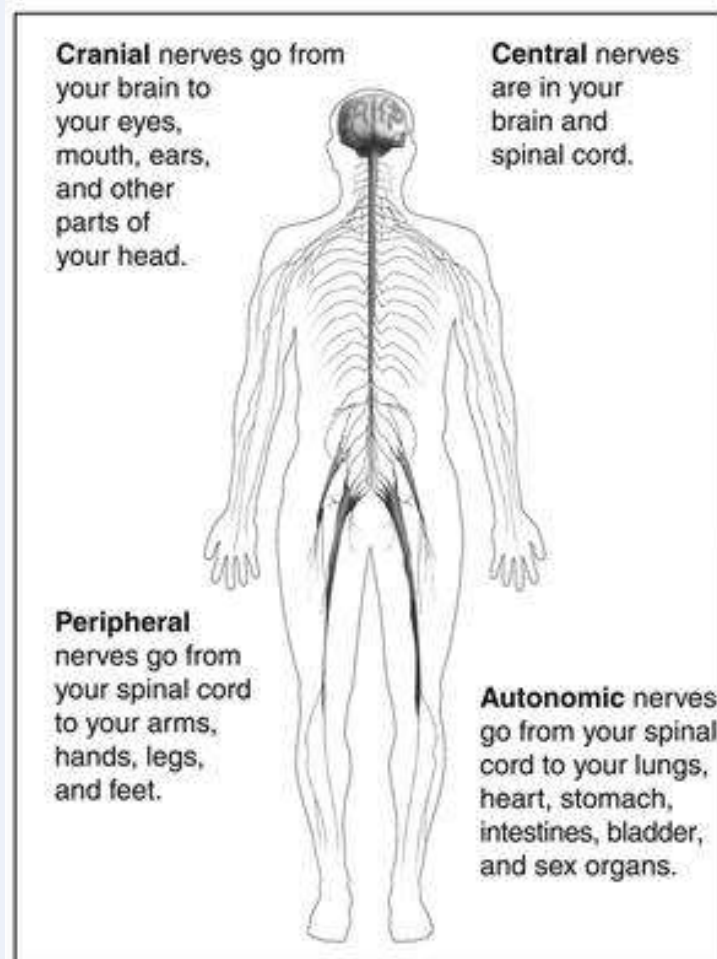 Cranial nerves go from
your brain to
your eyes,
mouth, ears,
and other
parts of
your head.
Central nerves
are in your
brain and
spinal cord.
Peripheral
nerves go from
your spinal cord
to your arms,
hands, legs,
and feet.
Autonomic nerves
go from your spinal
cord to your lungs,
heart, stomach,
intestines, bladder,
and sex organs.